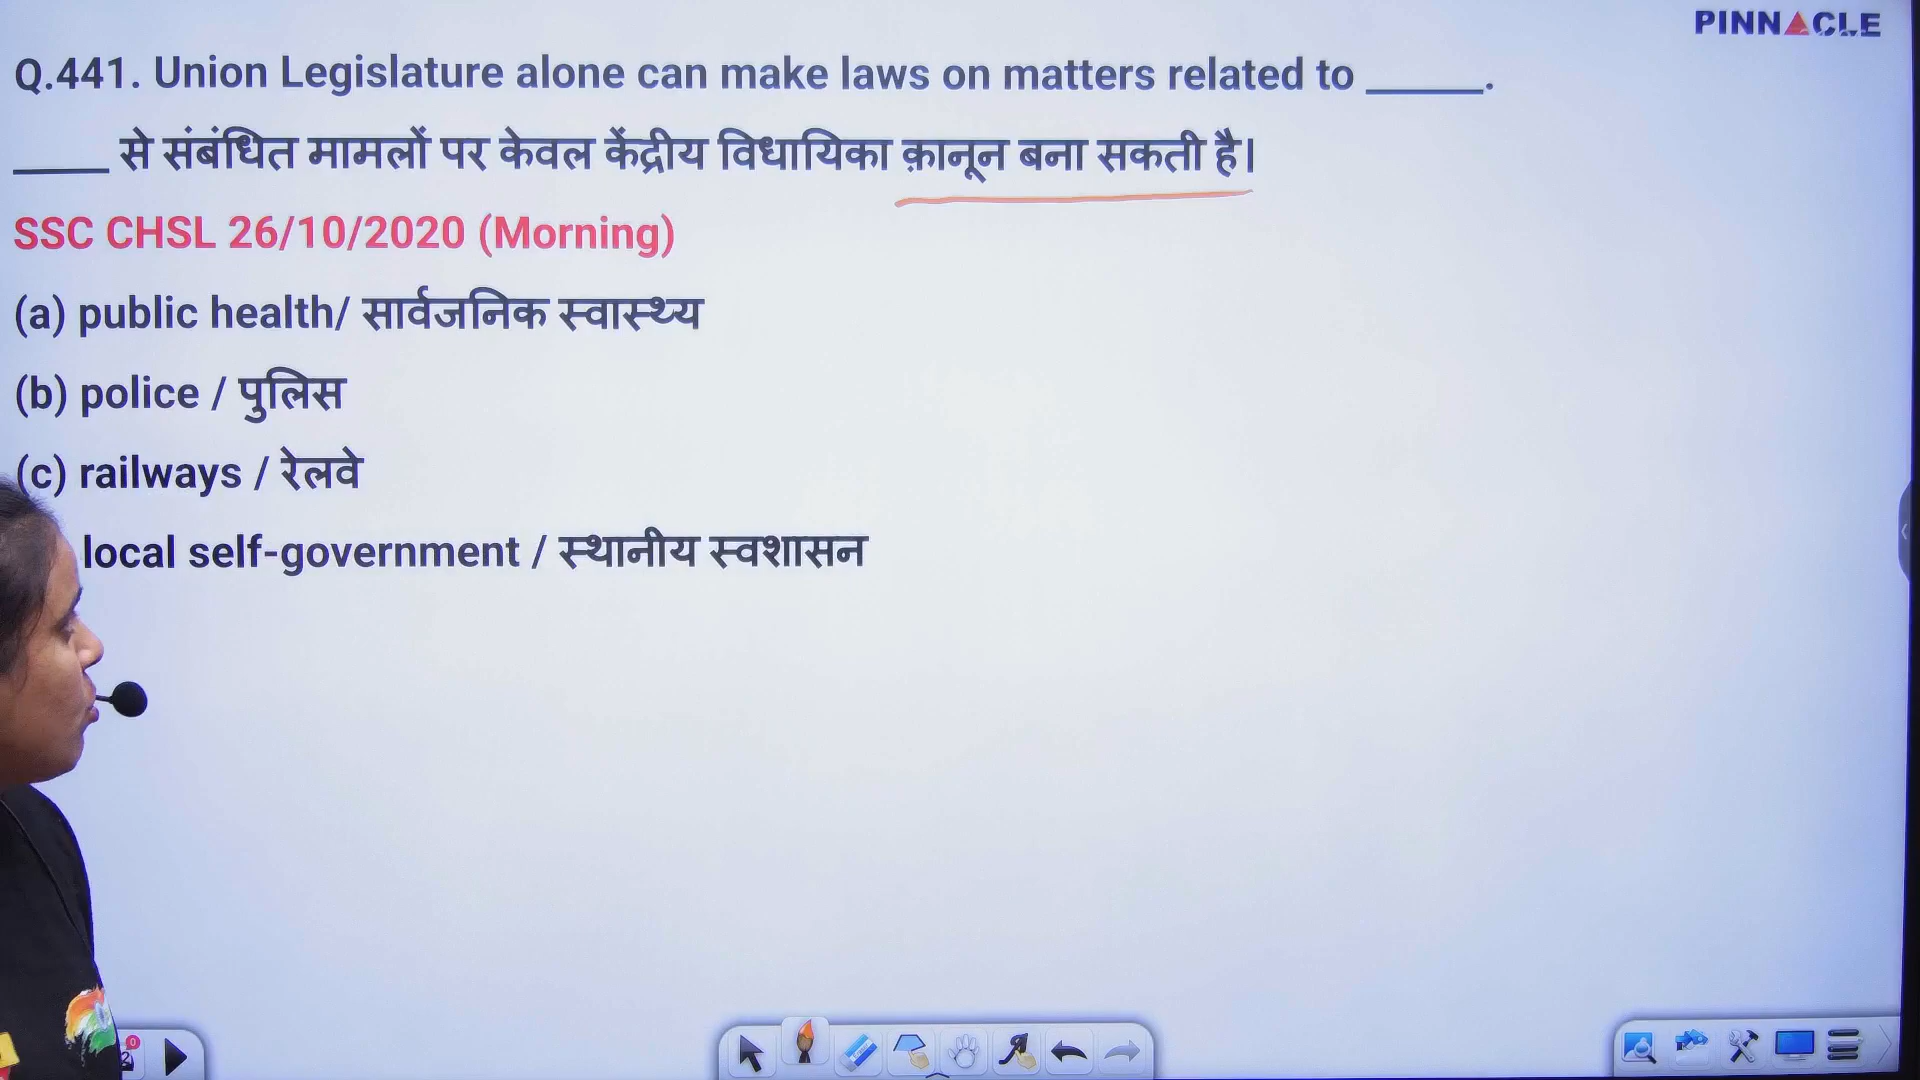 PINNACLE
Q.441. Union Legislature alone can make laws on matters related to ______.
_____ से संबंधित मामलों पर केवल केंद्रीय विधायिका क़ानून बना सकती है।
SSC CHSL 26/10/2020 (Morning)
(a) public health/ सार्वजनिक स्वास्थ्य
(b) police / पुलिस
(c) railways / रेलवे
local self-government / स्थानीय स्वशासन